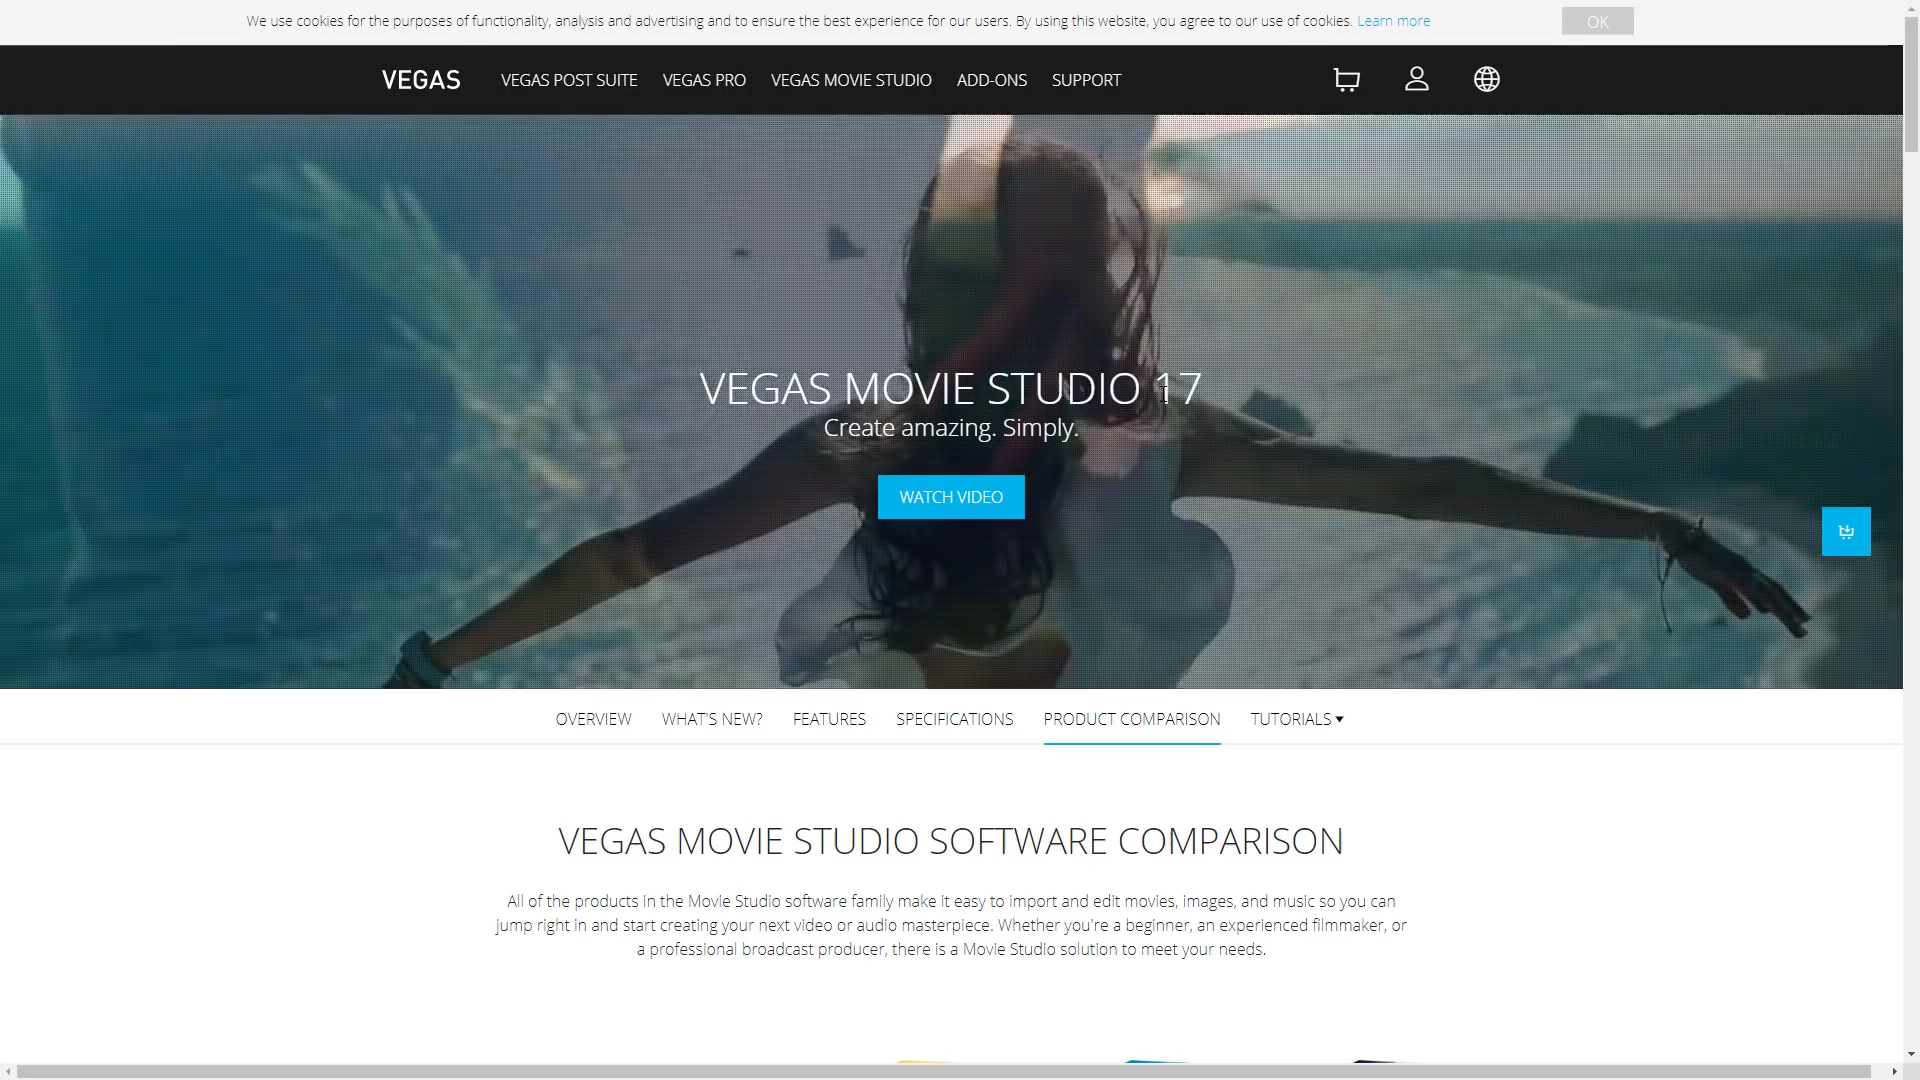 We use cookies for the purposes of functionality, analysis and advertising and to ensure the best experience for our users. By using this website, you agree to our use of cookies. Learn more
OK
VEGAS
VEGAS POST SUITE
VEGAS PRO
VEGAS MOVIE STUDIO
ADD-ONS
SUPPORT
VEGAS MOVIE STUDIO 17
Create amazing. Simply.
WATCH VIDEO
OVERVIEW
WHAT'S NEW?
FEATURES
SPECIFICATIONS
PRODUCT COMPARISON
TUTORIALS
VEGAS MOVIE STUDIO SOFTWARE COMPARISON
All of the products in the Movie Studio software family make it easy to import and edit movies, images, and music so you can
jump right in and start creating your next video or audio masterpiece. Whether you're a beginner, an experienced filmmaker, or
a professional broadcast producer, there is a Movie Studio solution to meet your needs.